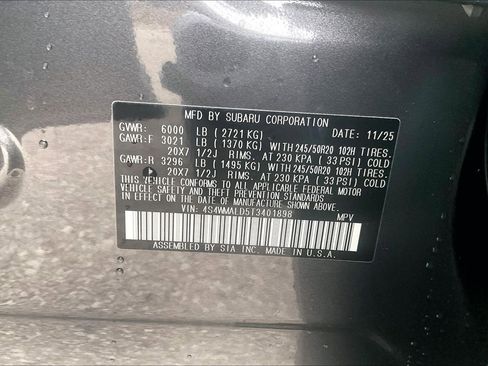 MFD BY SUBARU CORPORATION
GVWR: 6000 LB (2721 KG) DATE: 11/25
GAWR:F 3021 LB (1370 KG) WITH 245/50R20 102H TIRES.
20X7 1/2J RIMS. AT 230 KPA (33 PSI) COLD
GAWR:R 3296 LB (1495 KG) WITH 245/50R20 102H TIRES.
20X7 1/2J RIMS. AT 230 KPA (33 PSI) COLD
THIS VEHICLE CONFORMS TO ALL APPLICABLE FEDERAL MOTOR
VEHICLE SAFETY AND THEFT PREVENTION STANDARDS
IN EFFECT ON THE DATE OF MANUFACTURE SHOWN ABOVE.
VIN: 4S4WMALD5T3401898 MPV
ASSEMBLED BY SIA INC. MADE IN U.S.A.